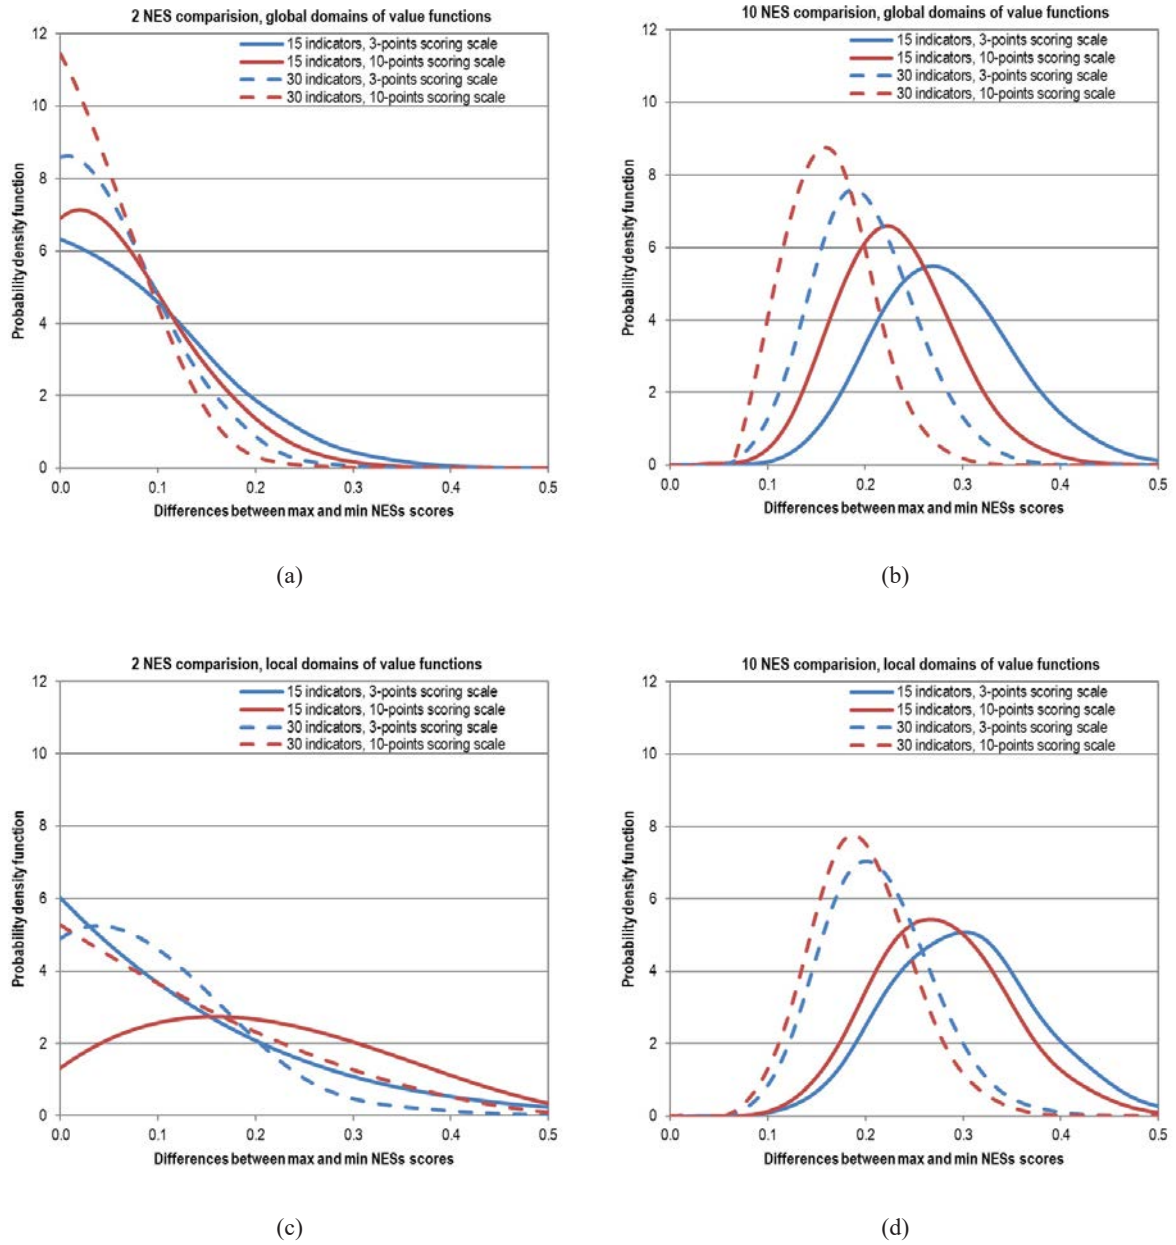 2 NES comparision, global domains of value functions
12
10
8
6
4
2
0
Probability density function
15 indicators, 3-points scoring scale
15 indicators, 10-points scoring scale
30 indicators, 3-points scoring scale
30 indicators, 10-points scoring scale
0.0 0.1 0.2 0.3 0.4 0.5
Differences between max and min NESs scores
(a)
10 NES comparision, global domains of value functions
12
10
8
6
4
2
0
Probability density function
15 indicators, 3-points scoring scale
15 indicators, 10-points scoring scale
30 indicators, 3-points scoring scale
30 indicators, 10-points scoring scale
0.0 0.1 0.2 0.3 0.4 0.5
Differences between max and min NESs scores
(b)
2 NES comparision, local domains of value functions
12
10
8
6
4
2
0
Probability density function
15 indicators, 3-points scoring scale
15 indicators, 10-points scoring scale
30 indicators, 3-points scoring scale
30 indicators, 10-points scoring scale
0.0 0.1 0.2 0.3 0.4 0.5
Differences between max and min NESs scores
(c)
10 NES comparision, local domains of value functions
12
10
8
6
4
2
0
Probability density function
15 indicators, 3-points scoring scale
15 indicators, 10-points scoring scale
30 indicators, 3-points scoring scale
30 indicators, 10-points scoring scale
0.0 0.1 0.2 0.3 0.4 0.5
Differences between max and min NESs scores
(d)